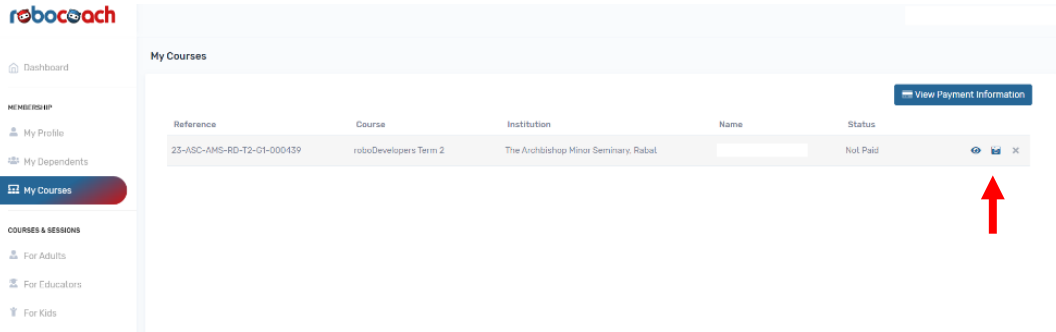 robocoach
My Courses
Dashboard
View Payment Information
MEMBERSHIP
Reference Course Institution Name Status
My Profile
23-ASC-AMS-RD-T2-G1-000439 roboDevelopers Term 2 The Archbishop Minor Seminary, Rabat Not Paid
My Dependents
My Courses
COURSES & SESSIONS
For Adults
For Educators
For Kids